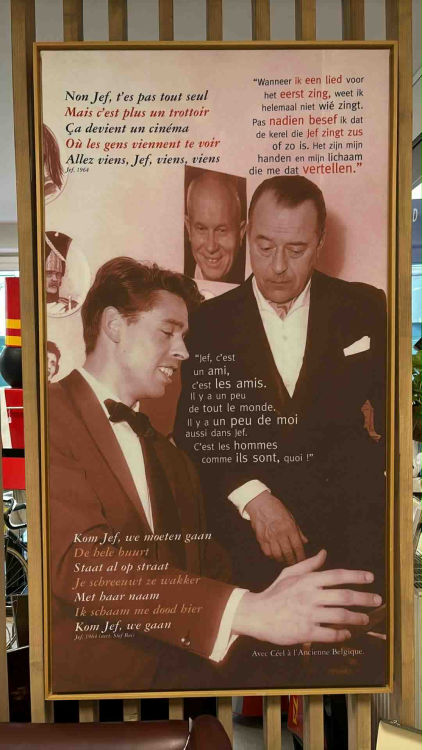 Non Jef, t'es pas tout seul
Mais c'est plus un trottoir
Ça devient un cinéma
Où les gens viennent te voir
Allez viens, Jef, viens, viens
Jef, 1964
"Wanneer ik een lied voor
het eerst zing, weet ik
helemaal niet wié zingt.
Pas nadien besef ik dat
de kerel die Jef zingt zus
of zo is. Het zijn mijn
handen en mijn lichaam
die me dat vertellen."
"Jef, c'est
un ami,
c'est les amis.
Il y a un peu
de tout le monde.
Il y a un peu de moi
aussi dans Jef.
C'est les hommes
comme ils sont, quoi !"
Kom Jef, we moeten gaan
De hele buurt
Staat al op straat
Je schreeuwt ze wakker
Met haar naam
Ik schaam me dood hier
Kom Jef, we gaan
Jef, 1964
Avec Céel à l'Ancienne Belgique.